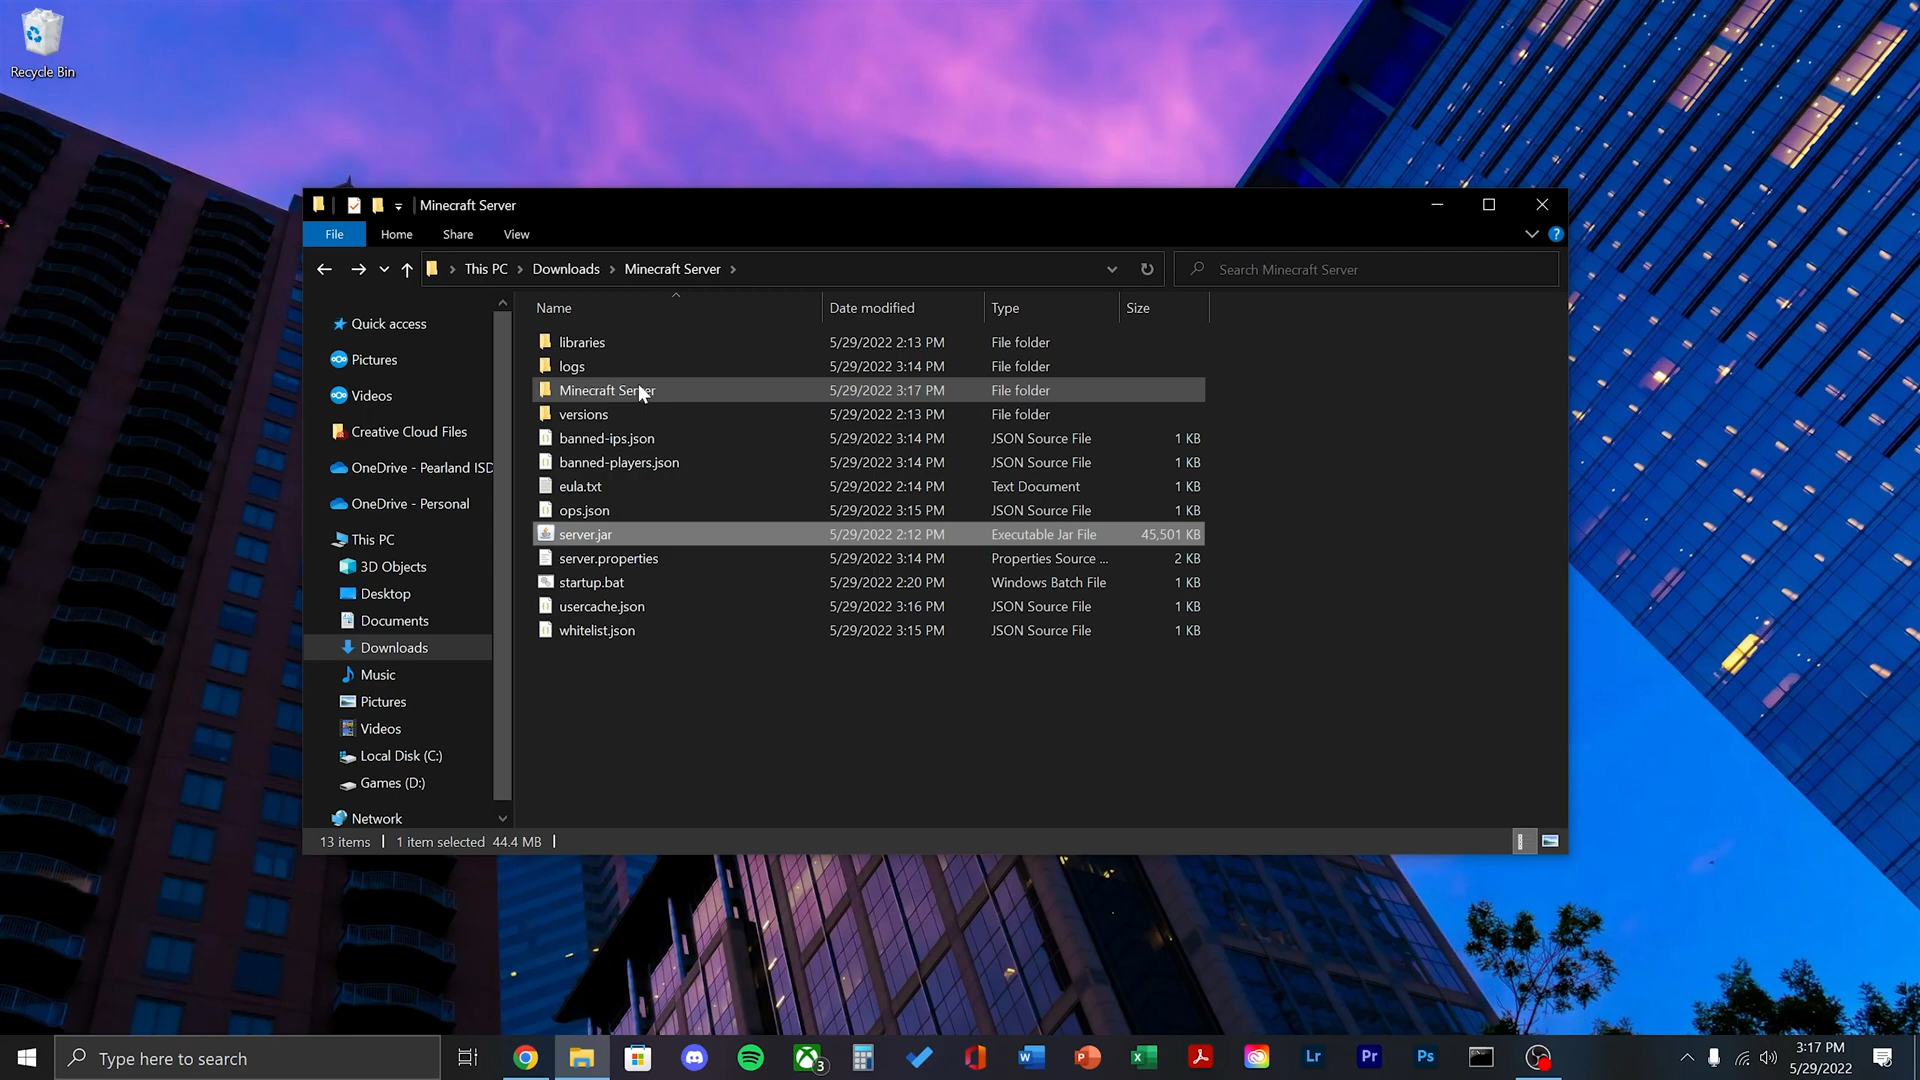 Recycle Bin
Minecraft Server
File Home Share View
This PC Downloads Minecraft Server
Search Minecraft Server
Name Date modified Type Size
Quick access
Pictures
Videos
Creative Cloud Files
OneDrive - Pearland ISD
OneDrive - Personal
This PC
3D Objects
Desktop
Documents
Downloads
Music
Pictures
Videos
Local Disk (C:)
Games (D:)
Network
libraries 5/29/2022 2:13 PM File folder
logs 5/29/2022 3:14 PM File folder
Minecraft Server 5/29/2022 3:17 PM File folder
versions 5/29/2022 2:13 PM File folder
banned-ips.json 5/29/2022 3:14 PM JSON Source File 1 KB
banned-players.json 5/29/2022 3:14 PM JSON Source File 1 KB
eula.txt 5/29/2022 2:14 PM Text Document 1 KB
ops.json 5/29/2022 3:15 PM JSON Source File 1 KB
server.jar 5/29/2022 2:12 PM Executable Jar File 45,501 KB
server.properties 5/29/2022 3:14 PM Properties Source ... 2 KB
startup.bat 5/29/2022 2:20 PM Windows Batch File 1 KB
usercache.json 5/29/2022 3:16 PM JSON Source File 1 KB
whitelist.json 5/29/2022 3:15 PM JSON Source File 1 KB
13 items 1 item selected 44.4 MB
Type here to search
3
Lr
Pr
Ps
3:17 PM
5/29/2022